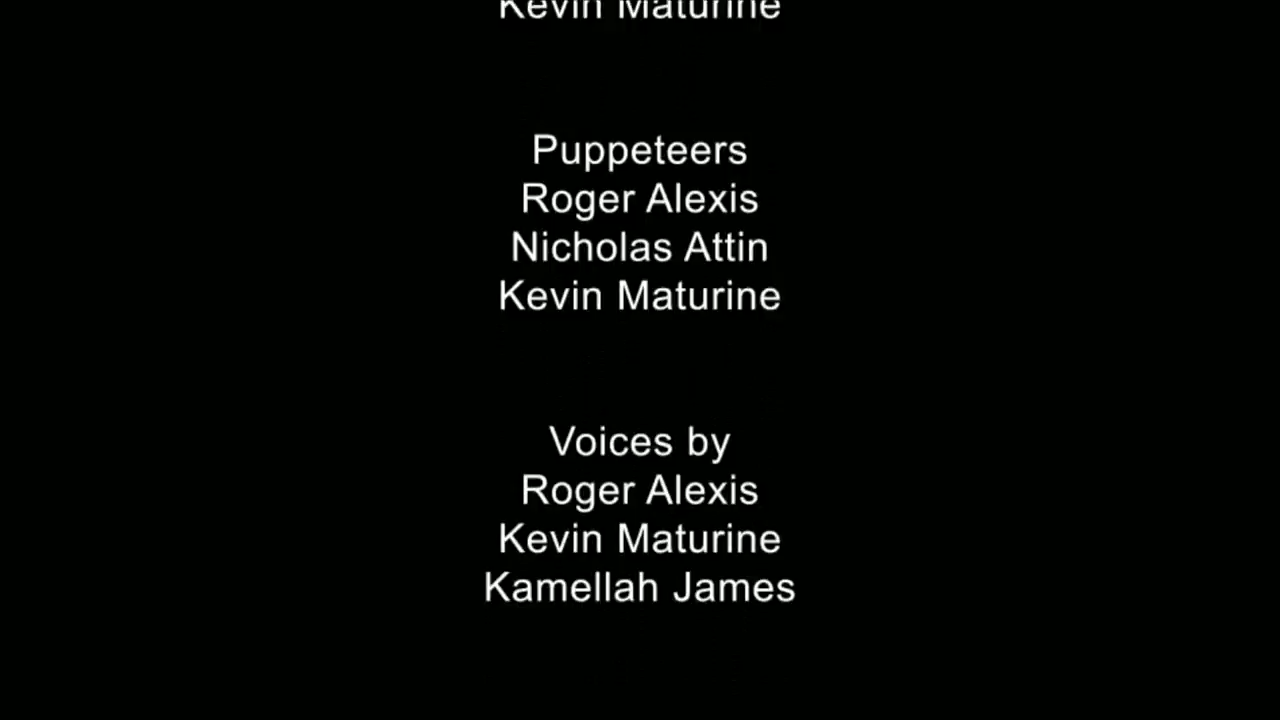 Kevin Maturine
Puppeteers
Roger Alexis
Nicholas Attin
Kevin Maturine
Voices by
Roger Alexis
Kevin Maturine
Kamellah James